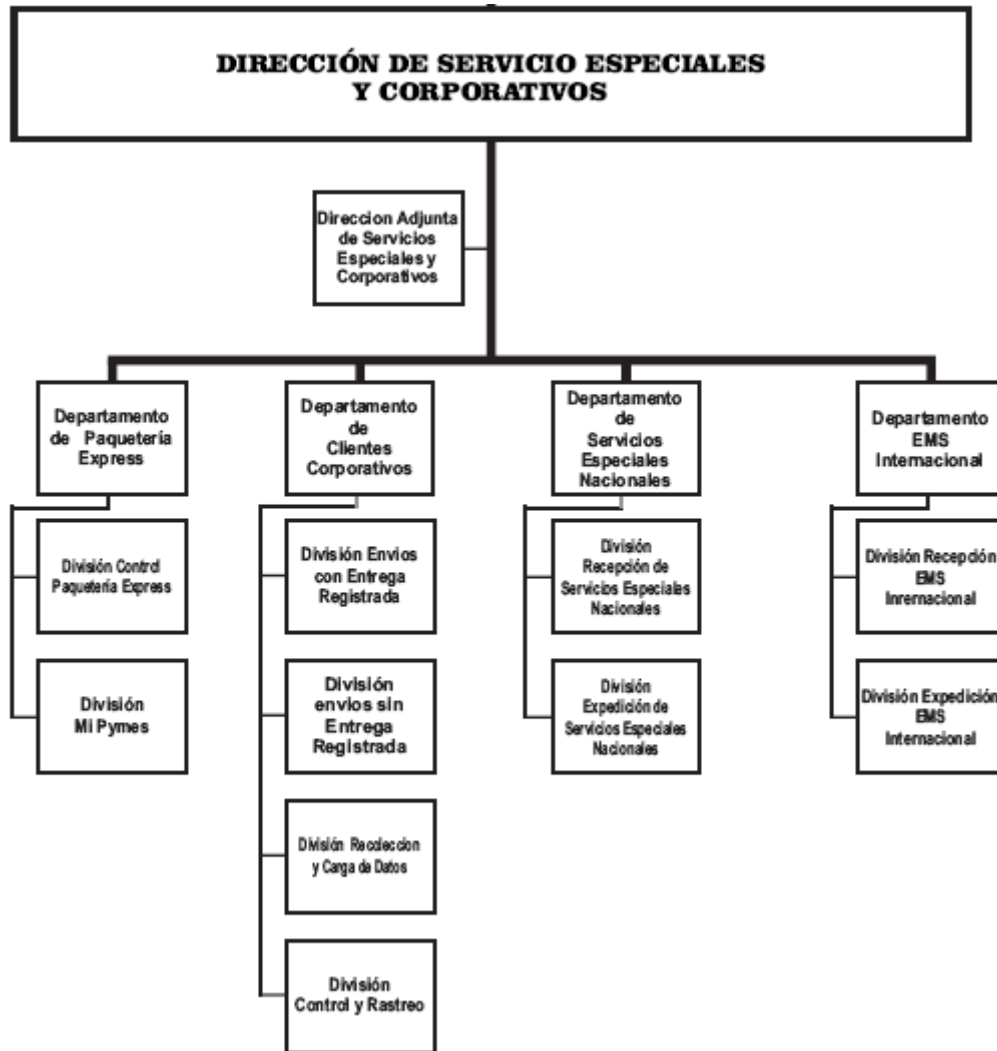 DIRECCIÓN DE SERVICIO ESPECIALES
Y CORPORATIVOS
Direccion Adjunta
de Servicios
Especiales y
Corporativos
Departamento
de Paquetería
Express
Departamento
de
Clientes
Corporativos
Departamento
de
Servicios
Especiales
Nacionales
Departamento
EMS
Internacional
División Control
Paquetería Express
División Envios
con Entrega
Registrada
División
Recepción de
Servicios Especiales
Nacionales
División Recepción
EMS
Inrernacional
División
Mi Pymes
División
envios sin
Entrega
Registrada
División
Expedición de
Servicios Especiales
Nacionales
División Expedición
EMS
Internacional
División Recoleccion
y Carga de Datos
División
Control y Rastreo